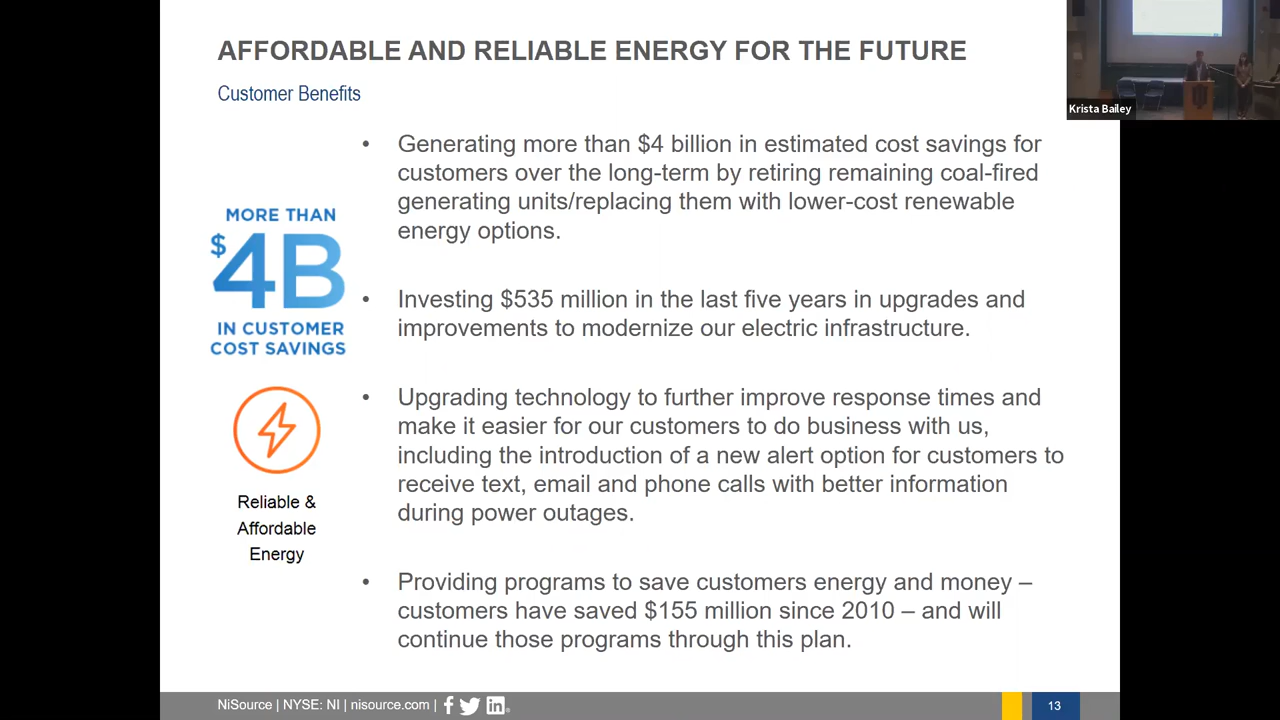 AFFORDABLE AND RELIABLE ENERGY FOR THE FUTURE
Customer Benefits
Krista Bailey
• Generating more than $4 billion in estimated cost savings for
customers over the long-term by retiring remaining coal-fired
generating units/replacing them with lower-cost renewable
energy options.
MORE THAN
$4B
IN CUSTOMER
COST SAVINGS
• Investing $535 million in the last five years in upgrades and
improvements to modernize our electric infrastructure.
• Upgrading technology to further improve response times and
make it easier for our customers to do business with us,
including the introduction of a new alert option for customers to
receive text, email and phone calls with better information
during power outages.
Reliable &
Affordable
Energy
• Providing programs to save customers energy and money –
customers have saved $155 million since 2010 – and will
continue those programs through this plan.
NiSource | NYSE: NI | nisource.com |
13